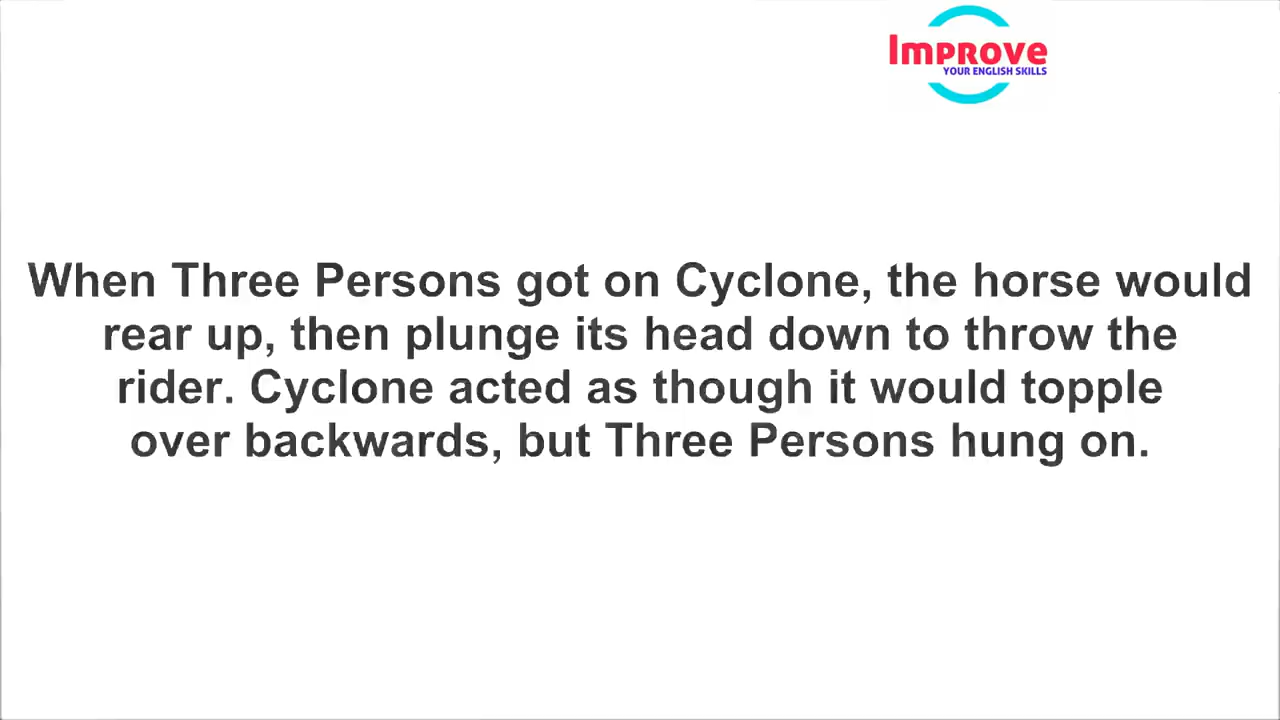 Improve
YOUR ENGLISH SKILLS
When Three Persons got on Cyclone, the horse would
rear up, then plunge its head down to throw the
rider. Cyclone acted as though it would topple
over backwards, but Three Persons hung on.